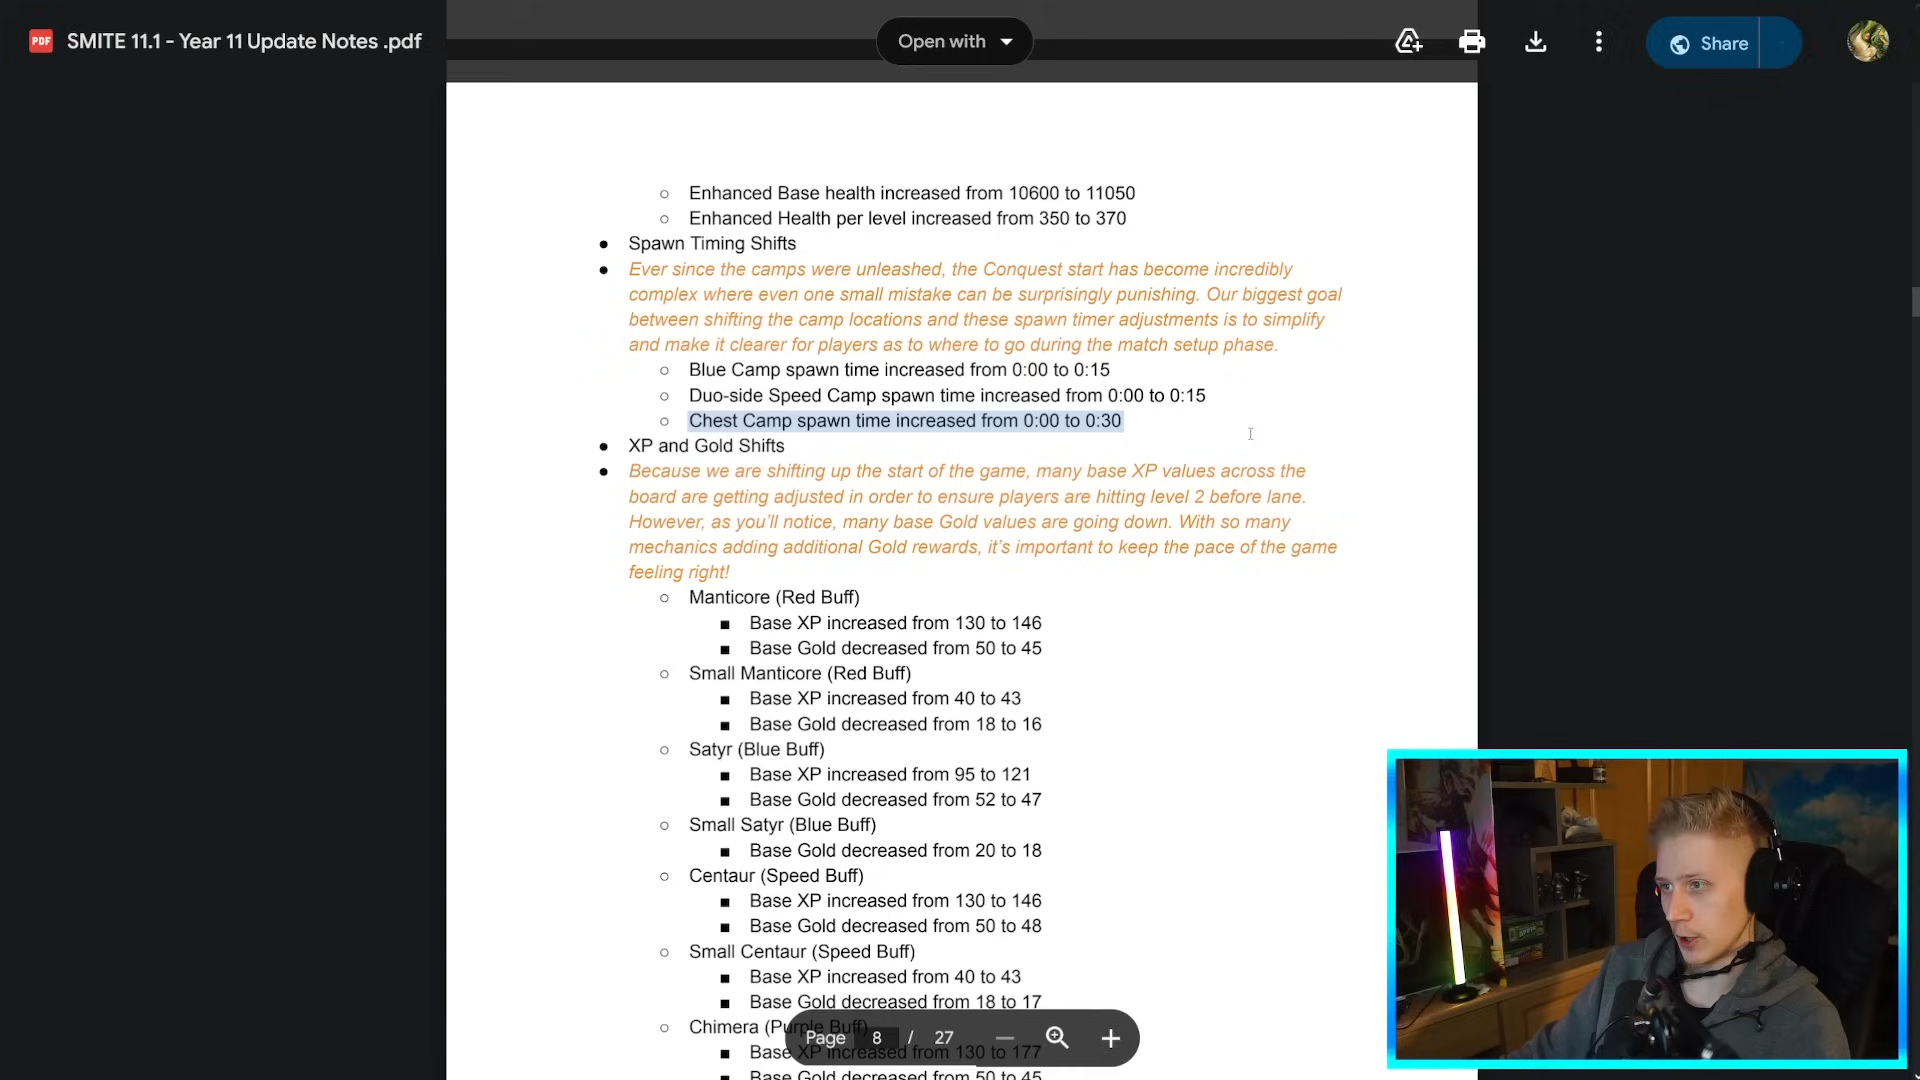 PDF SMITE 11.1 - Year 11 Update Notes .pdf
Open with
Share
○ Enhanced Base health increased from 10600 to 11050
○ Enhanced Health per level increased from 350 to 370
● Spawn Timing Shifts
● Ever since the camps were unleashed, the Conquest start has become incredibly
complex where even one small mistake can be surprisingly punishing. Our biggest goal
between shifting the camp locations and these spawn timer adjustments is to simplify
and make it clearer for players as to where to go during the match setup phase.
○ Blue Camp spawn time increased from 0:00 to 0:15
○ Duo-side Speed Camp spawn time increased from 0:00 to 0:15
○ Chest Camp spawn time increased from 0:00 to 0:30
● XP and Gold Shifts
● Because we are shifting up the start of the game, many base XP values across the
board are getting adjusted in order to ensure players are hitting level 2 before lane.
However, as you'll notice, many base Gold values are going down. With so many
mechanics adding additional Gold rewards, it's important to keep the pace of the game
feeling right!
○ Manticore (Red Buff)
■ Base XP increased from 130 to 146
■ Base Gold decreased from 50 to 45
○ Small Manticore (Red Buff)
■ Base XP increased from 40 to 43
■ Base Gold decreased from 18 to 16
○ Satyr (Blue Buff)
■ Base XP increased from 95 to 121
■ Base Gold decreased from 52 to 47
○ Small Satyr (Blue Buff)
■ Base Gold decreased from 20 to 18
○ Centaur (Speed Buff)
■ Base XP increased from 130 to 146
■ Base Gold decreased from 50 to 48
○ Small Centaur (Speed Buff)
■ Base XP increased from 40 to 43
■ Base Gold decreased from 18 to 17
○ Chimera (Purple Buff)
Page 8 / 27
■ Base XP increased from 130 to 177
■ Base Gold decreased from 50 to 45